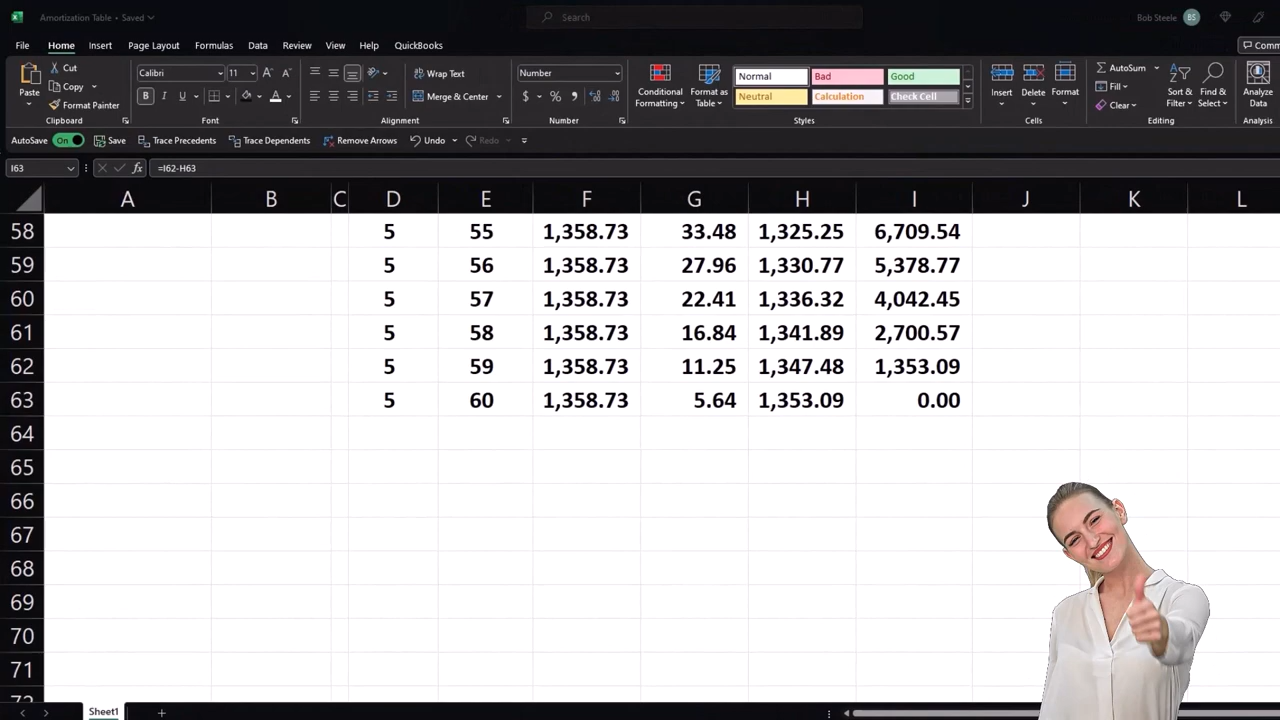 Amortization Table • Saved
Search
Bob Steele BS
File Home Insert Page Layout Formulas Data Review View Help QuickBooks
Paste
Cut
Copy
Format Painter
Clipboard
Calibri 11
B I U
Font
Wrap Text
Merge & Center
Alignment
Number
$ % ,
Number
Conditional Formatting
Format as Table
Normal Bad Good
Neutral Calculation Check Cell
Styles
Insert Delete Format
Cells
AutoSum
Fill
Clear
Sort & Filter
Find & Select
Editing
Analyze Data
Analysis
AutoSave On Save Trace Precedents Trace Dependents Remove Arrows Undo Redo
I63 fx =I62-H63
A B C D E F G H I J K L
58 5 55 1,358.73 33.48 1,325.25 6,709.54
59 5 56 1,358.73 27.96 1,330.77 5,378.77
60 5 57 1,358.73 22.41 1,336.32 4,042.45
61 5 58 1,358.73 16.84 1,341.89 2,700.57
62 5 59 1,358.73 11.25 1,347.48 1,353.09
63 5 60 1,358.73 5.64 1,353.09 0.00
64
65
66
67
68
69
70
71
Sheet1